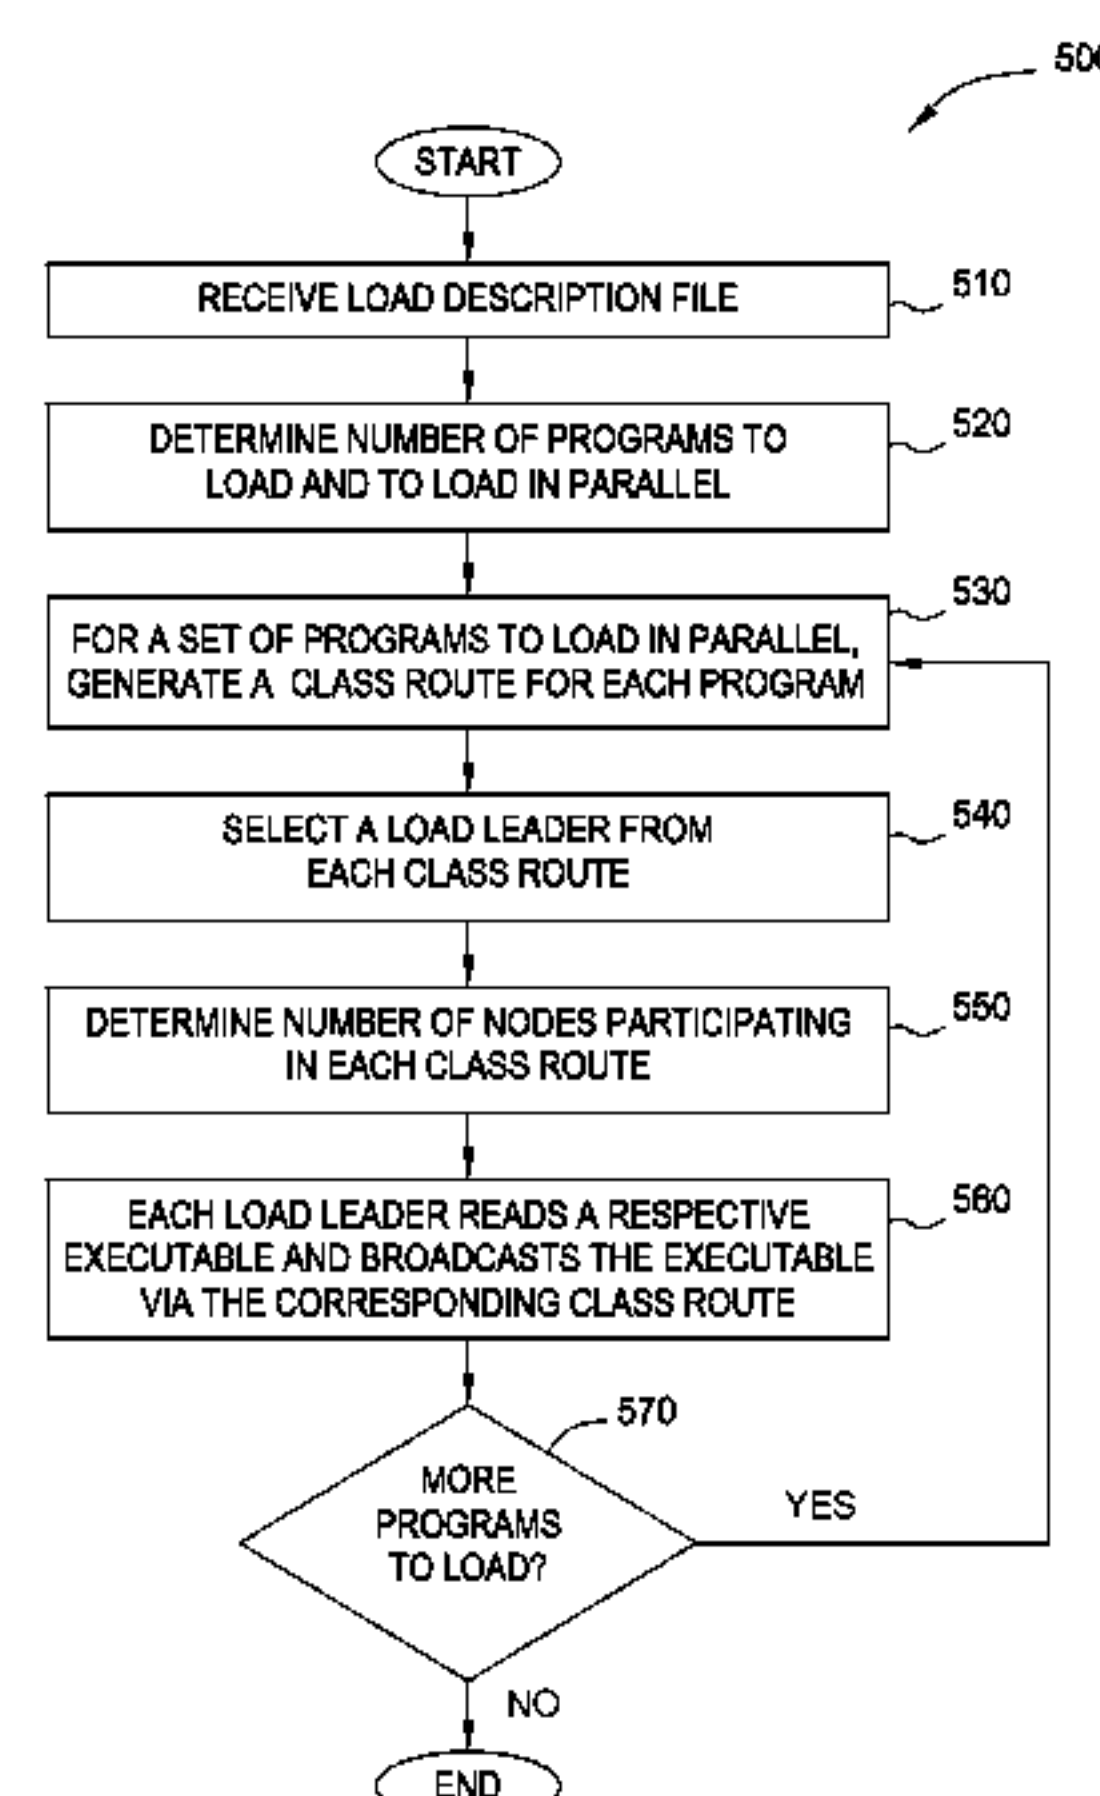 START
RECEIVE LOAD DESCRIPTION FILE
510
DETERMINE NUMBER OF PROGRAMS TO
LOAD AND TO LOAD IN PARALLEL
520
FOR A SET OF PROGRAMS TO LOAD IN PARALLEL,
GENERATE A CLASS ROUTE FOR EACH PROGRAM
530
SELECT A LOAD LEADER FROM
EACH CLASS ROUTE
540
DETERMINE NUMBER OF NODES PARTICIPATING
IN EACH CLASS ROUTE
550
EACH LOAD LEADER READS A RESPECTIVE
EXECUTABLE AND BROADCASTS THE EXECUTABLE
VIA THE CORRESPONDING CLASS ROUTE
560
570
MORE
PROGRAMS
TO LOAD?
YES
NO
END